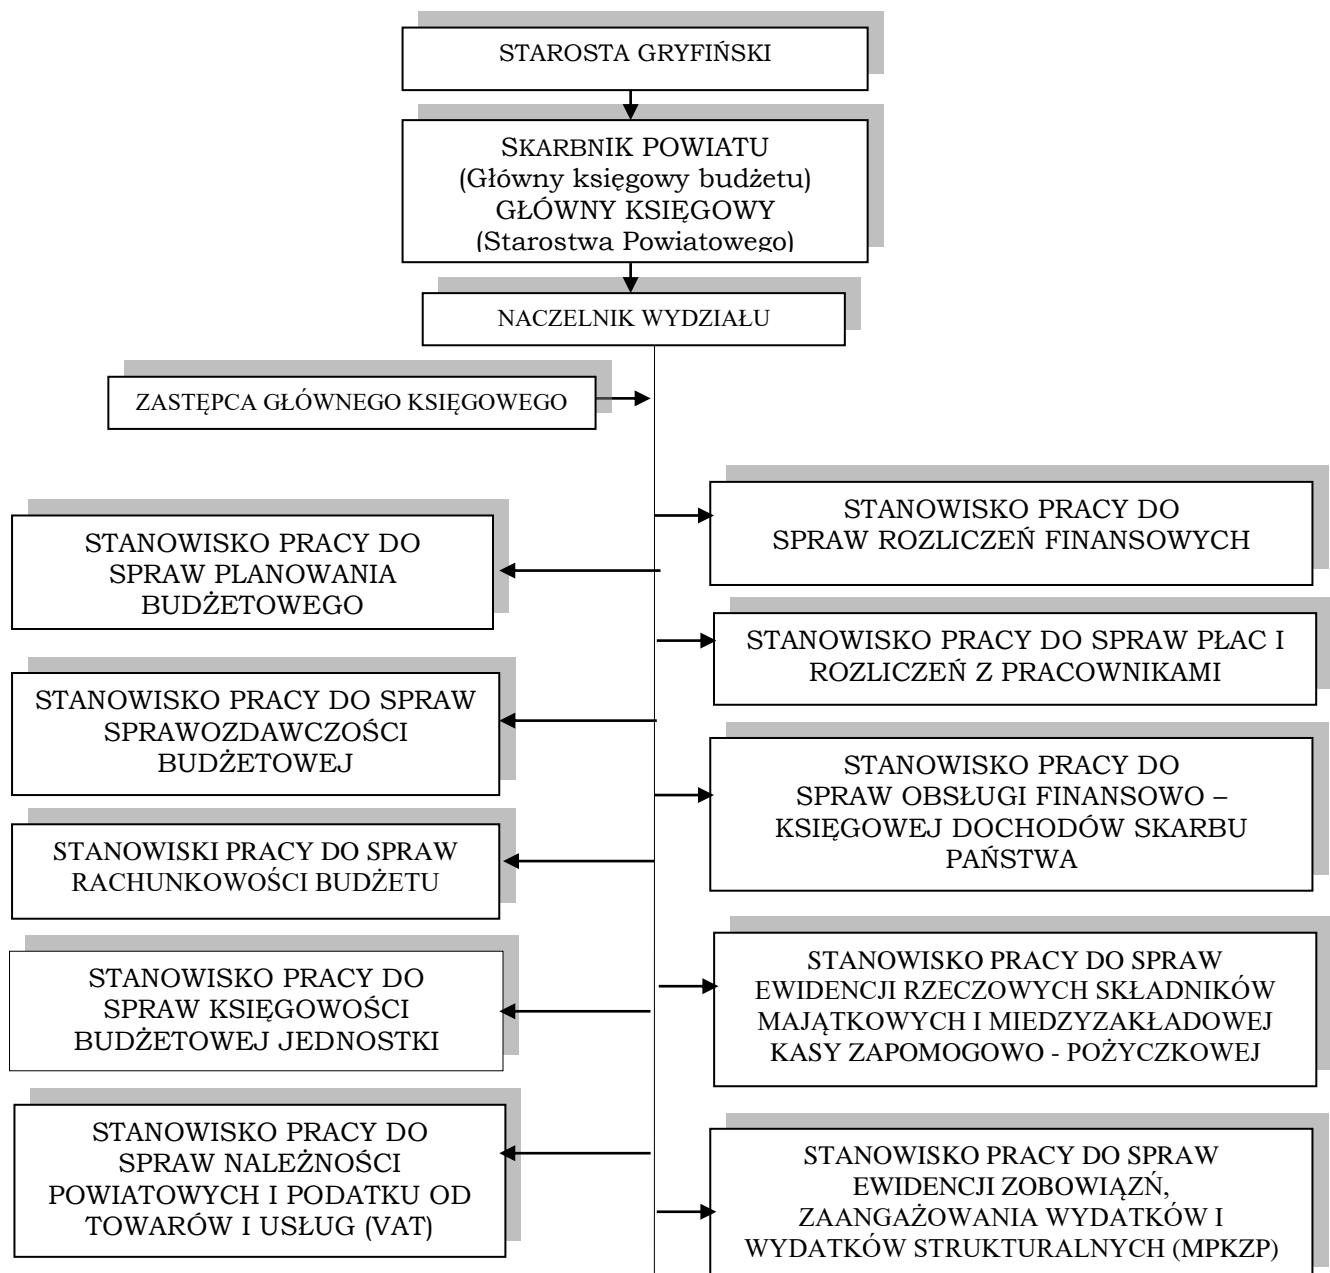 STAROSTA GRYFIŃSKI
SKARBNIK POWIATU
(Główny księgowy budżetu)
GŁÓWNY KSIĘGOWY
(Starostwa Powiatowego)
NACZELNIK WYDZIAŁU
ZASTĘPCA GŁÓWNEGO KSIĘGOWEGO
STANOWISKO PRACY DO
SPRAW ROZLICZEŃ FINANSOWYCH
STANOWISKO PRACY DO
SPRAW PLANOWANIA
BUDŻETOWEGO
STANOWISKO PRACY DO SPRAW PŁAC I
ROZLICZEŃ Z PRACOWNIKAMI
STANOWISKO PRACY DO SPRAW
SPRAWOZDAWCZOŚCI
BUDŻETOWEJ
STANOWISKO PRACY DO
SPRAW OBSŁUGI FINANSOWO –
KSIĘGOWEJ DOCHODÓW SKARBU
PAŃSTWA
STANOWISKI PRACY DO SPRAW
RACHUNKOWOŚCI BUDŻETU
STANOWISKO PRACY DO SPRAW
EWIDENCJI RZECZOWYCH SKŁADNIKÓW
MAJĄTKOWYCH I MIEDZYZAKŁADOWEJ
KASY ZAPOMOGOWO - POŻYCZKOWEJ
STANOWISKO PRACY DO
SPRAW KSIĘGOWOŚCI
BUDŻETOWEJ JEDNOSTKI
STANOWISKO PRACY DO
SPRAW NALEŻNOŚCI
POWIATOWYCH I PODATKU OD
TOWARÓW I USŁUG (VAT)
STANOWISKO PRACY DO SPRAW
EWIDENCJI ZOBOWIĄZŃ,
ZAANGAŻOWANIA WYDATKÓW I
WYDATKÓW STRUKTURALNYCH (MPKZP)